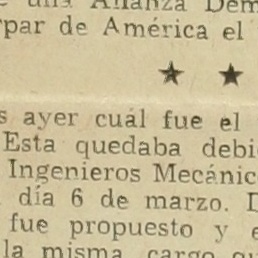 una Alianza Dem
rpar de América el
★ ★
s ayer cuál fue el
Esta quedaba debi
Ingenieros Mecánic
día 6 de marzo. D
fue propuesto y e
la misma cargo qu